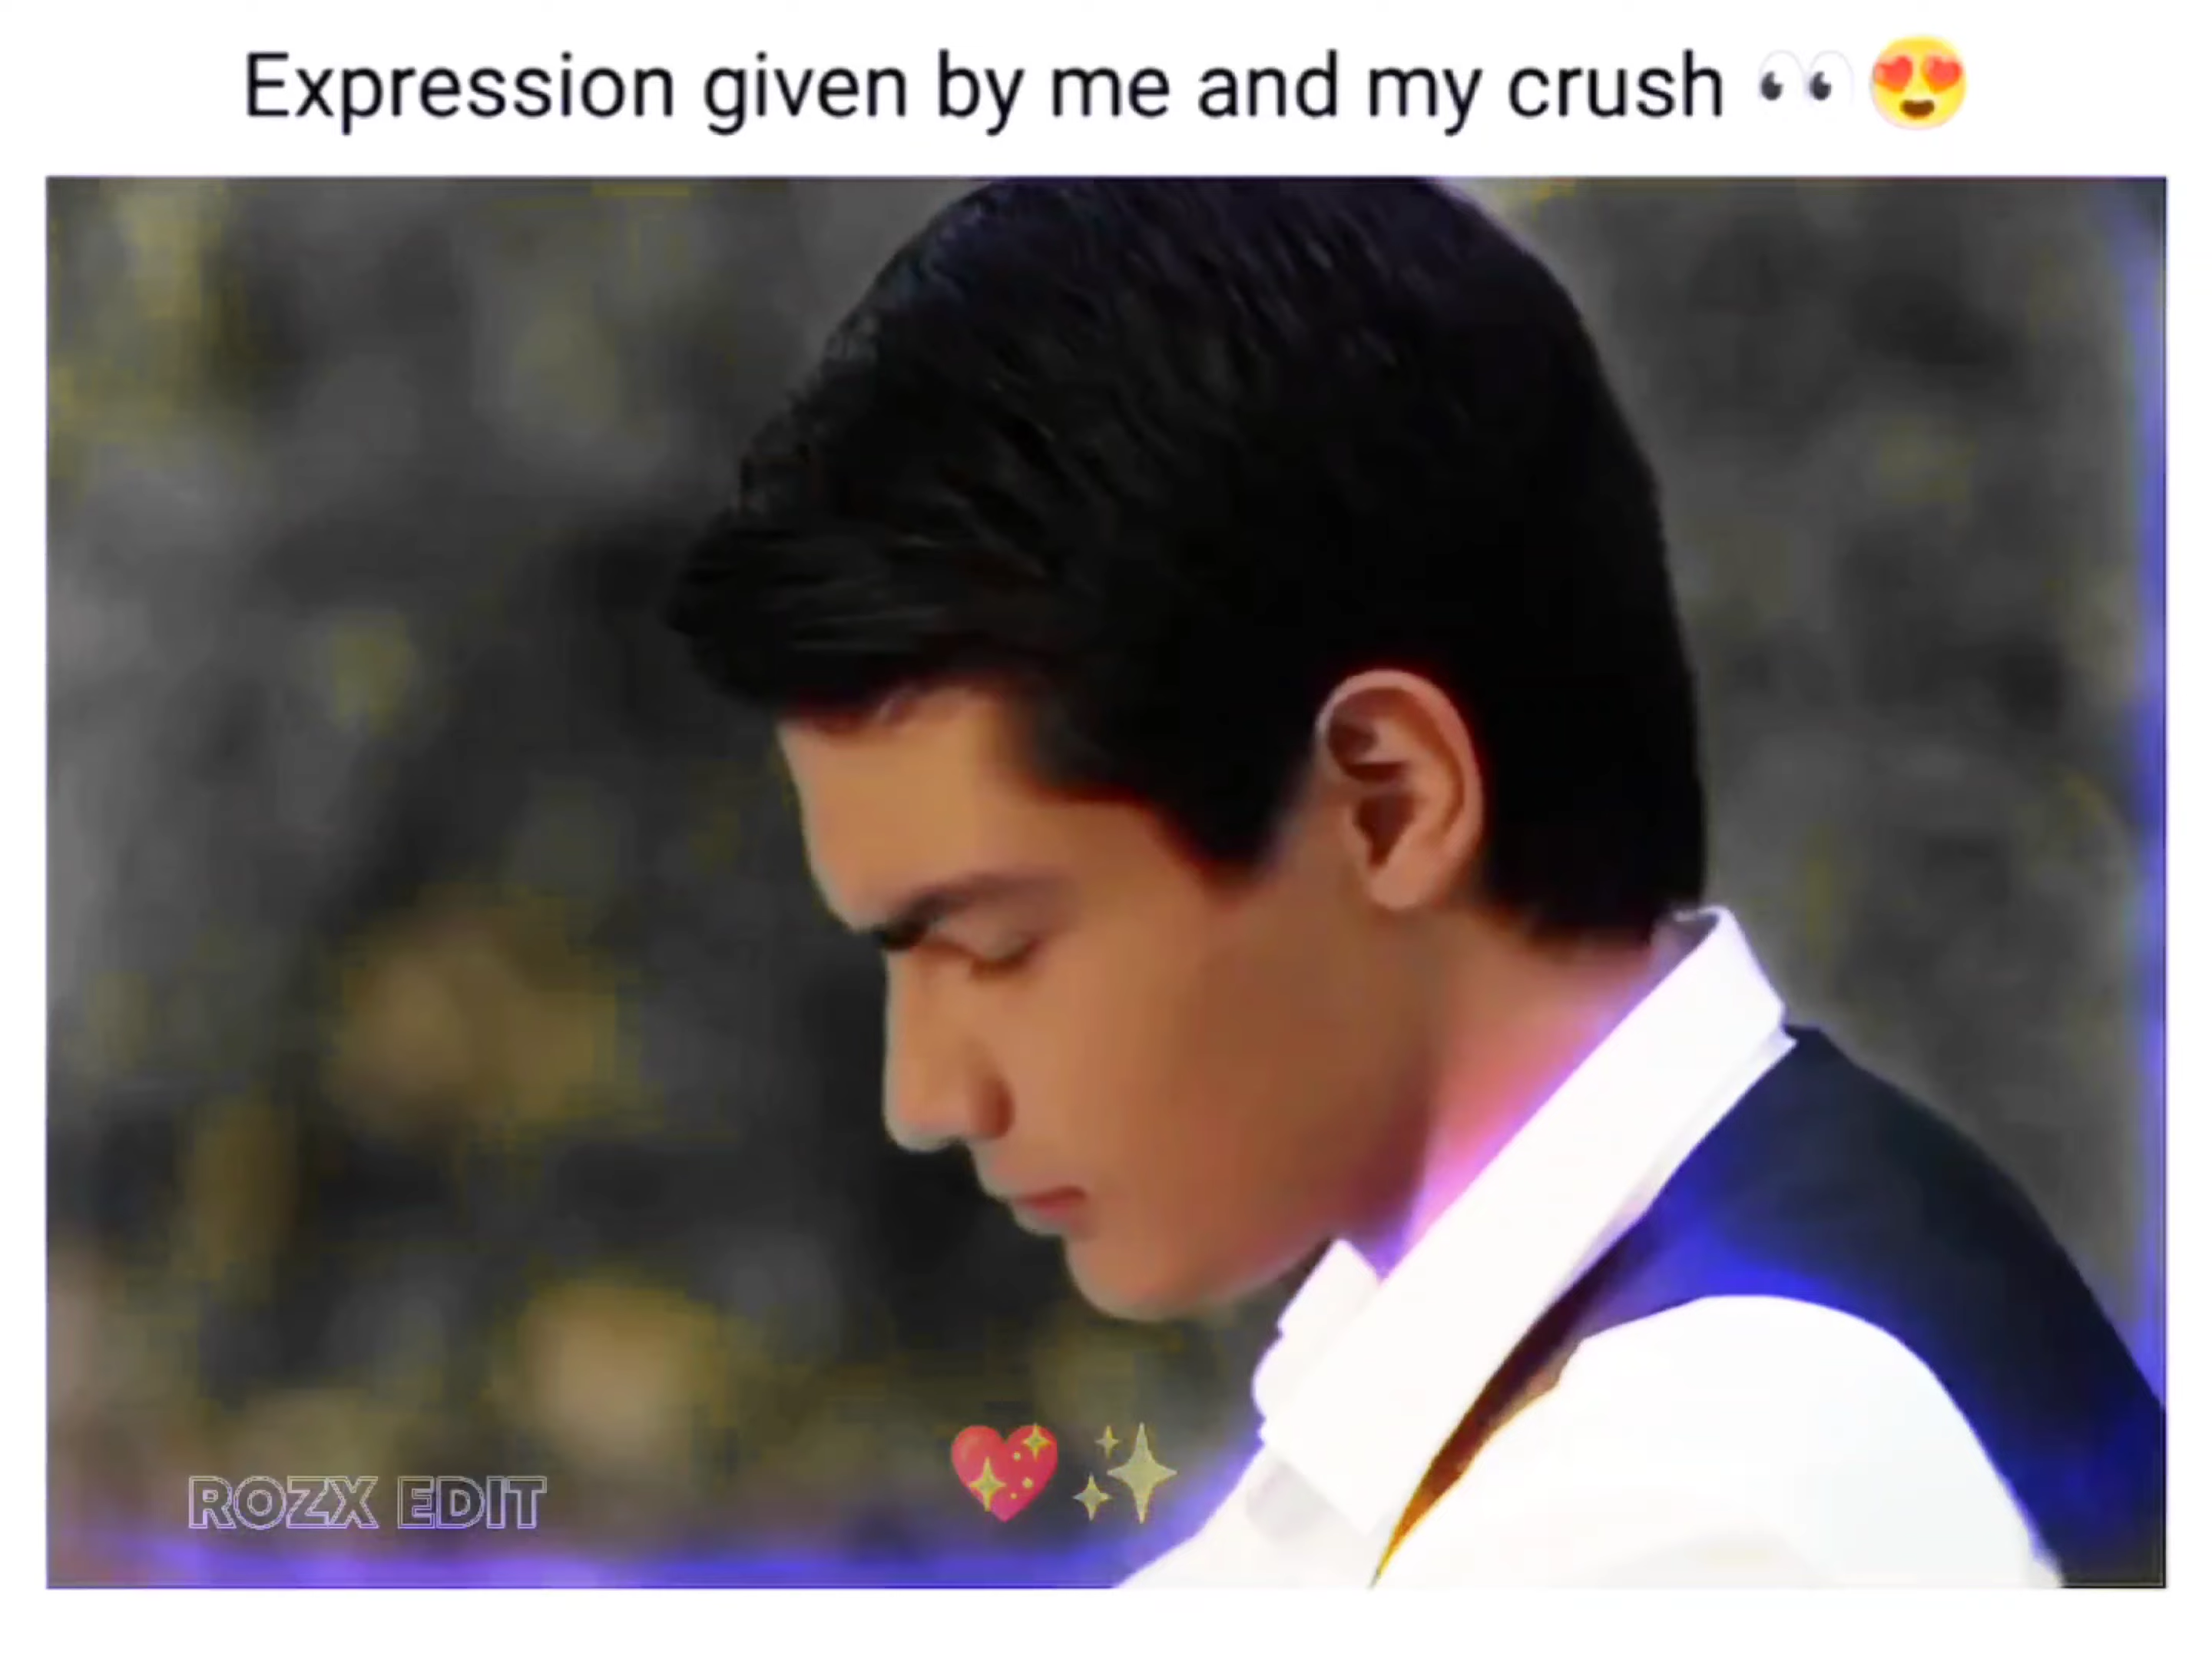 Expression given by me and my crush 👀😍
💖✨
ROZX EDIT